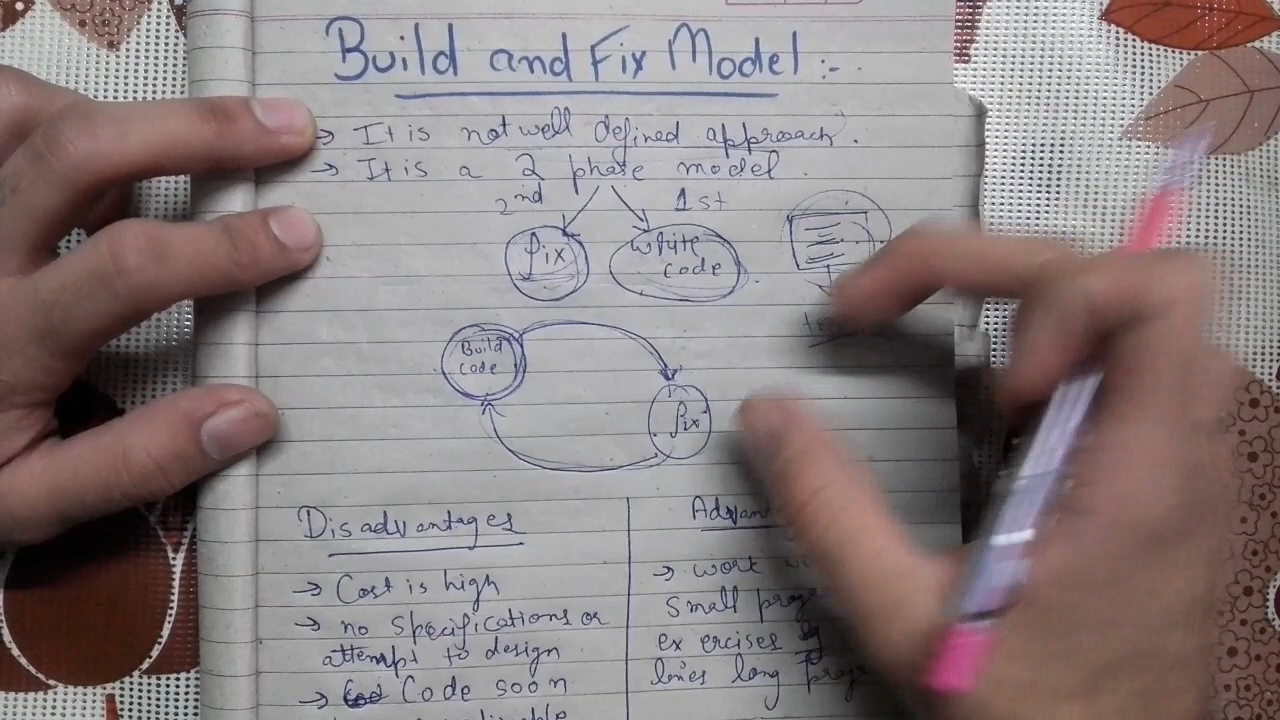 Build and Fix Model :-
→ It is not well defined approach.
→ It is a 2 phase model.
2nd 1st
fix write
code
Build
code
fix
Disadvantages
→ Cost is high
→ no specifications or
attempt to design
→ Code soon
→ work
small
exercises
lines long